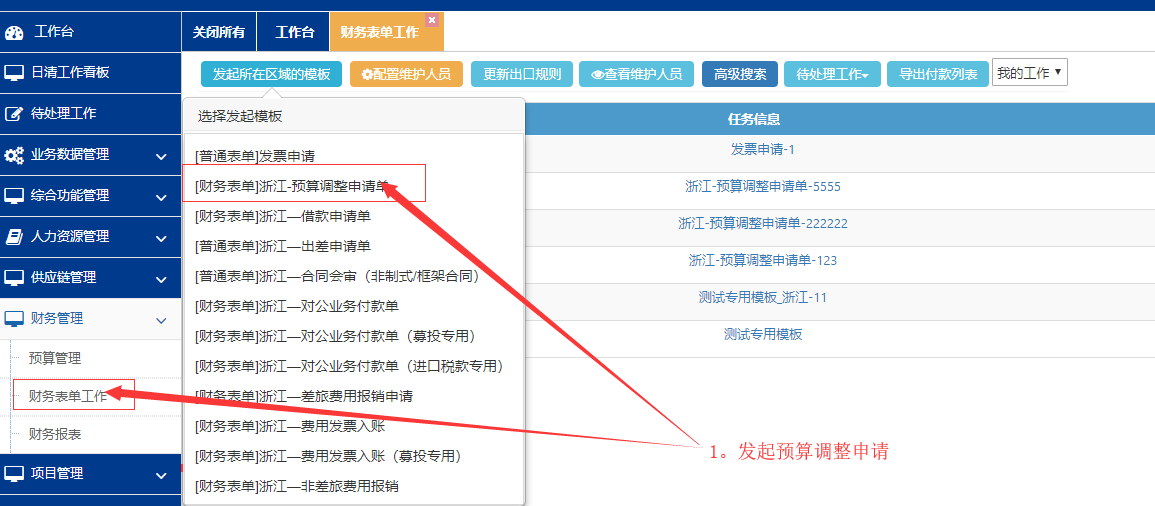 工作台
日清工作看板
待处理工作
业务数据管理
综合功能管理
人力资源管理
供应链管理
财务管理
预算管理
财务表单工作
财务报表
项目管理
关闭所有 工作台 财务表单工作
发起所在区域的模板 配置维护人员 更新出口规则 查看维护人员 高级搜索 待处理工作 导出付款列表 我的工作
选择发起模板
[普通表单]发票申请
[财务表单]浙江-预算调整申请单
[财务表单]浙江—借款申请单
[普通表单]浙江—出差申请单
[普通表单]浙江—合同会审（非制式/框架合同）
[财务表单]浙江—对公业务付款单
[财务表单]浙江—对公业务付款单（募投专用）
[财务表单]浙江—对公业务付款单（进口税款专用）
[财务表单]浙江—差旅费用报销申请
[财务表单]浙江—费用发票入账
[财务表单]浙江—费用发票入账（募投专用）
[财务表单]浙江—非差旅费用报销
任务信息
发票申请-1
浙江-预算调整申请单-5555
浙江-预算调整申请单-222222
浙江-预算调整申请单-123
测试专用模板_浙江-11
测试专用模板
1。发起预算调整申请